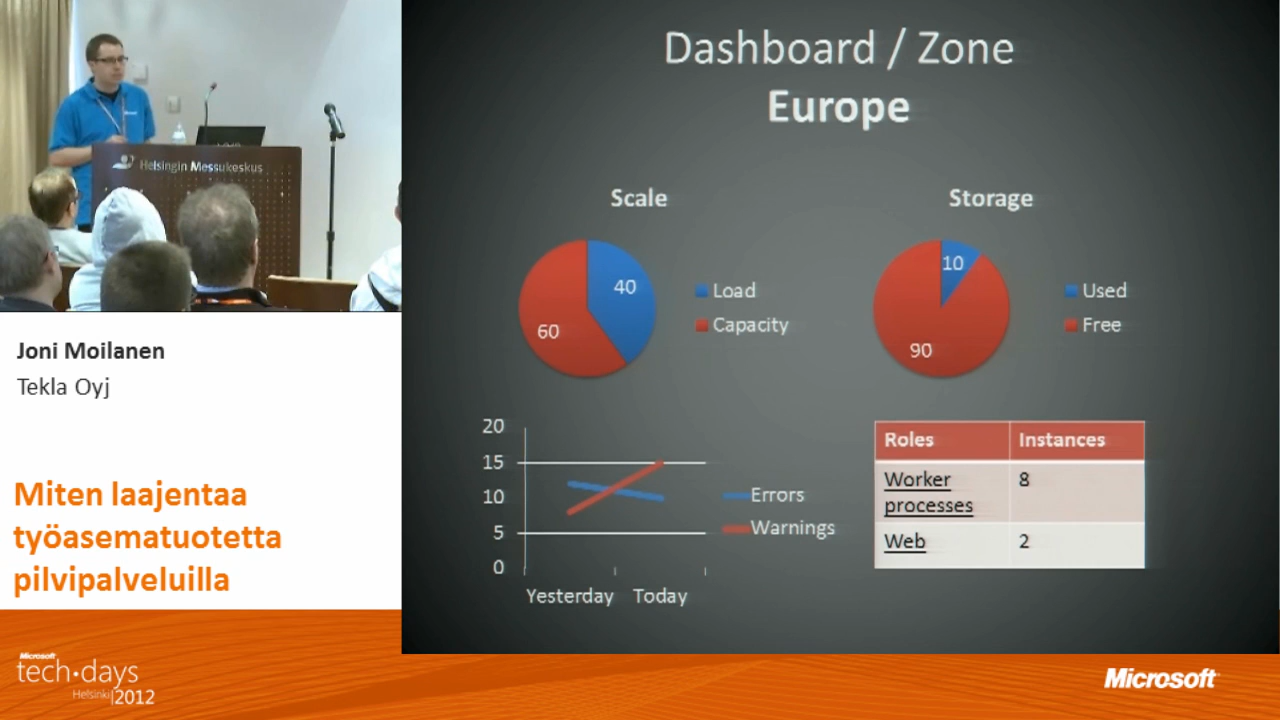 Helsingin Messukeskus
Joni Moilanen
Tekla Oyj
Miten laajentaa
työasematuotetta
pilvipalveluilla
Microsoft
tech·days
Helsinki|2012
Dashboard / Zone
Europe
Scale
40
60
Load
Capacity
Storage
10
90
Used
Free
20
15
10
5
0
Yesterday Today
Errors
Warnings
Roles Instances
Worker 8
processes
Web 2
Microsoft